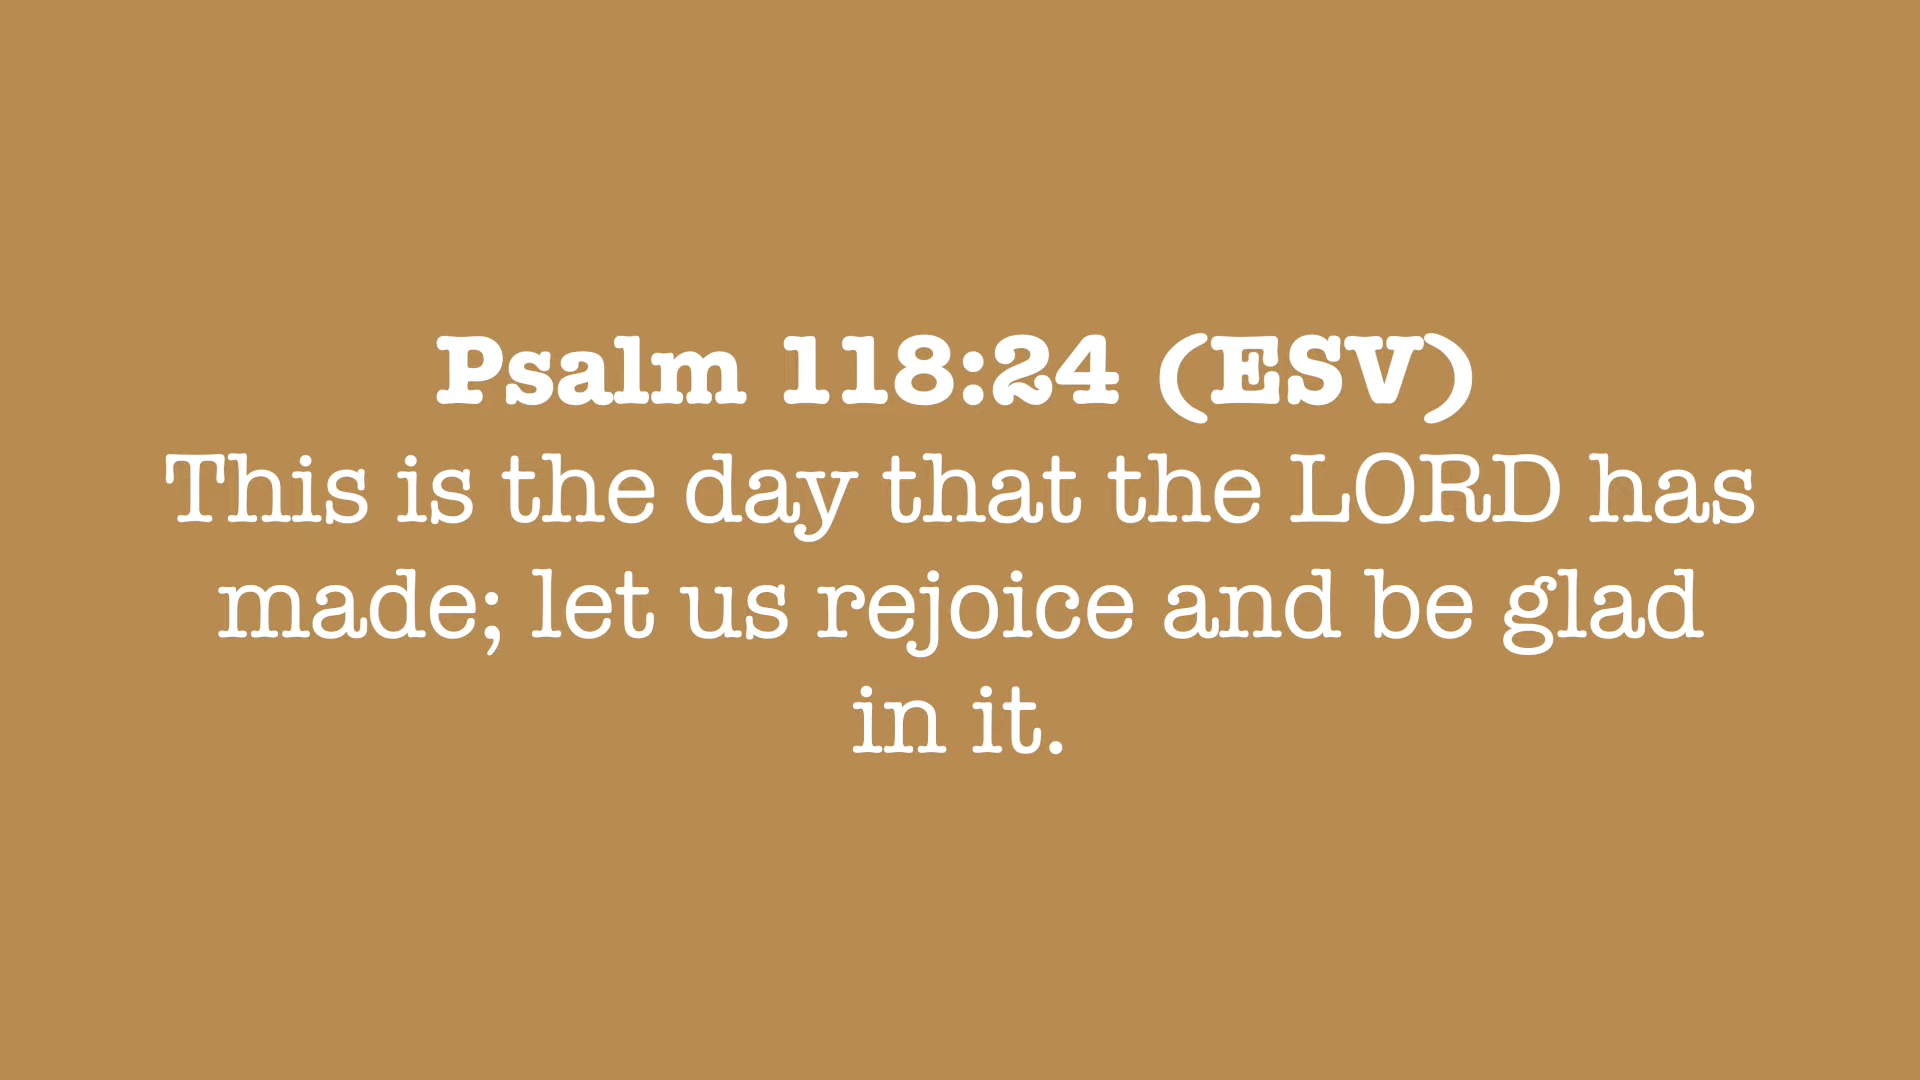 Psalm 118:24 (ESV)
This is the day that the LORD has
made; let us rejoice and be glad
in it.